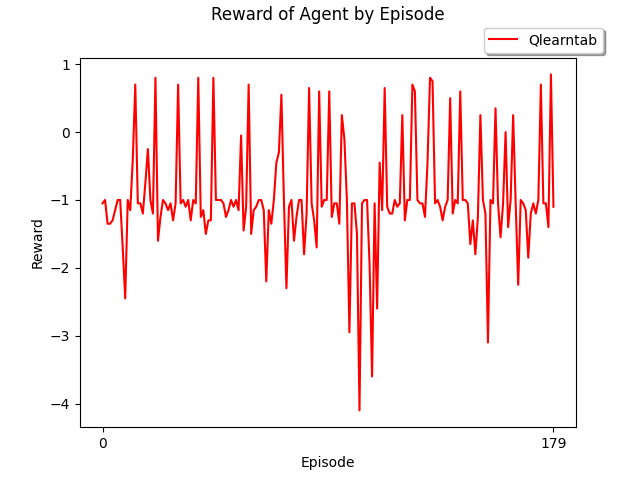 Reward of Agent by Episode
Qlearntab
1
0
−1
−2
−3
−4
Reward
0
179
Episode